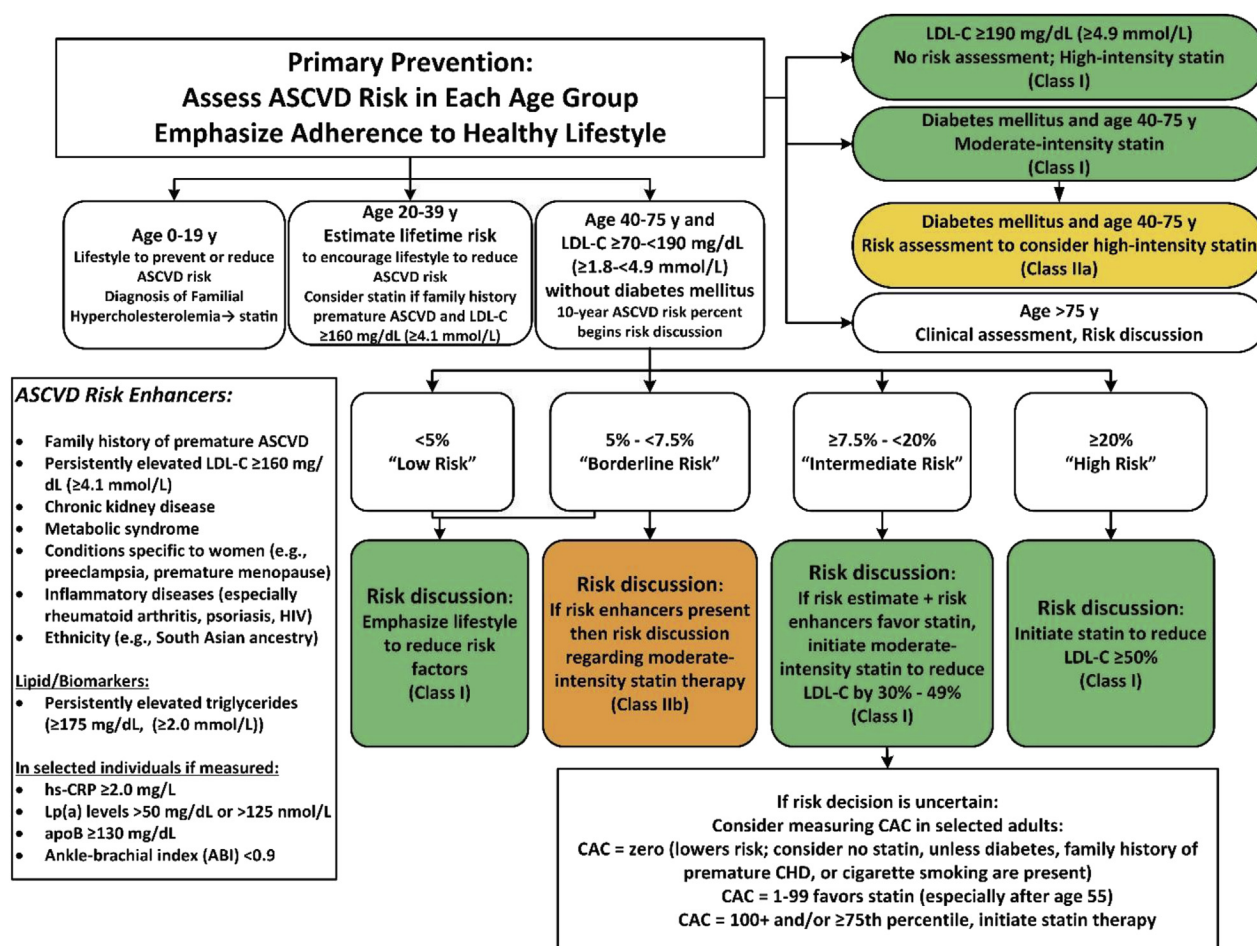 Primary Prevention:
Assess ASCVD Risk in Each Age Group
Emphasize Adherence to Healthy Lifestyle
LDL-C ≥190 mg/dL (≥4.9 mmol/L)
No risk assessment; High-intensity statin
(Class I)
Diabetes mellitus and age 40-75 y
Moderate-intensity statin
(Class I)
Diabetes mellitus and age 40-75 y
Risk assessment to consider high-intensity statin
(Class IIa)
Age >75 y
Clinical assessment, Risk discussion
Age 0-19 y
Lifestyle to prevent or reduce
ASCVD risk
Diagnosis of Familial
Hypercholesterolemia→ statin
Age 20-39 y
Estimate lifetime risk
to encourage lifestyle to reduce
ASCVD risk
Consider statin if family history
premature ASCVD and LDL-C
≥160 mg/dL (≥4.1 mmol/L)
Age 40-75 y and
LDL-C ≥70-<190 mg/dL
(≥1.8-<4.9 mmol/L)
without diabetes mellitus
10-year ASCVD risk percent
begins risk discussion
ASCVD Risk Enhancers:
• Family history of premature ASCVD
• Persistently elevated LDL-C ≥160 mg/
dL (≥4.1 mmol/L)
• Chronic kidney disease
• Metabolic syndrome
• Conditions specific to women (e.g.,
preeclampsia, premature menopause)
• Inflammatory diseases (especially
rheumatoid arthritis, psoriasis, HIV)
• Ethnicity (e.g., South Asian ancestry)
Lipid/Biomarkers:
• Persistently elevated triglycerides
(≥175 mg/dL, (≥2.0 mmol/L))
In selected individuals if measured:
• hs-CRP ≥2.0 mg/L
• Lp(a) levels >50 mg/dL or >125 nmol/L
• apoB ≥130 mg/dL
• Ankle-brachial index (ABI) <0.9
<5%
“Low Risk”
5% - <7.5%
“Borderline Risk”
≥7.5% - <20%
“Intermediate Risk”
≥20%
“High Risk”
Risk discussion:
Emphasize lifestyle
to reduce risk
factors
(Class I)
Risk discussion:
If risk enhancers present
then risk discussion
regarding moderate-
intensity statin therapy
(Class IIb)
Risk discussion:
If risk estimate + risk
enhancers favor statin,
initiate moderate-
intensity statin to reduce
LDL-C by 30% - 49%
(Class I)
Risk discussion:
Initiate statin to reduce
LDL-C ≥50%
(Class I)
If risk decision is uncertain:
Consider measuring CAC in selected adults:
CAC = zero (lowers risk; consider no statin, unless diabetes, family history of
premature CHD, or cigarette smoking are present)
CAC = 1-99 favors statin (especially after age 55)
CAC = 100+ and/or ≥75th percentile, initiate statin therapy